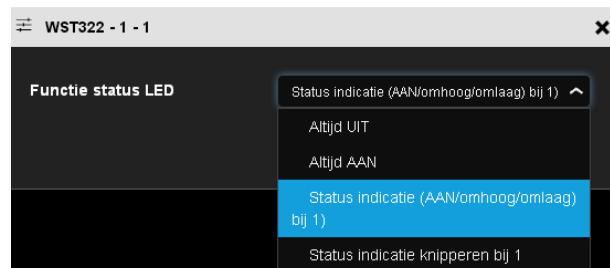 WST322 - 1 - 1
Functie status LED
Status indicatie (AAN/omhoog/omlaag) bij 1)
Altijd UIT
Altijd AAN
Status indicatie (AAN/omhoog/omlaag)
bij 1)
Status indicatie knipperen bij 1